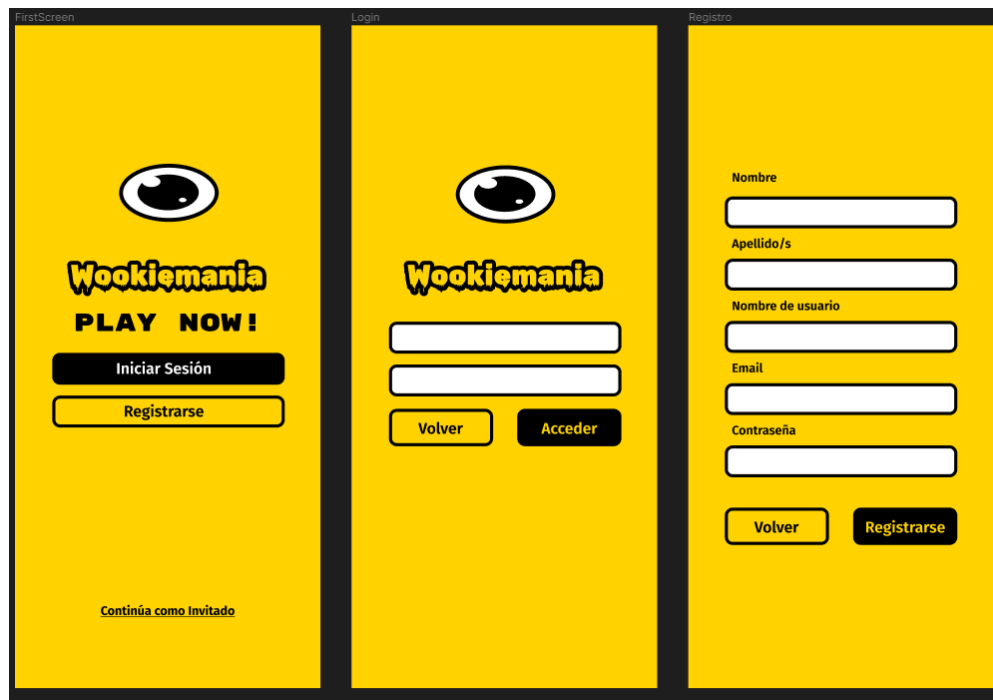 FirstScreen
Wookiemania
PLAY NOW!
Iniciar Sesión
Registrarse
Continúa como Invitado
Login
Wookiemania
Volver
Acceder
Registro
Nombre
Apellido/s
Nombre de usuario
Email
Contraseña
Volver
Registrarse